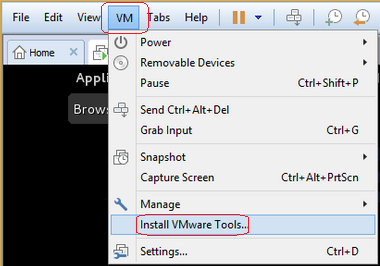 File Edit View VM Tabs Help
Home
Power
Removable Devices
Pause Ctrl+Shift+P
Send Ctrl+Alt+Del
Grab Input Ctrl+G
Snapshot
Capture Screen Ctrl+Alt+PrtScn
Manage
Install VMware Tools...
Settings... Ctrl+D
Appli
Brows